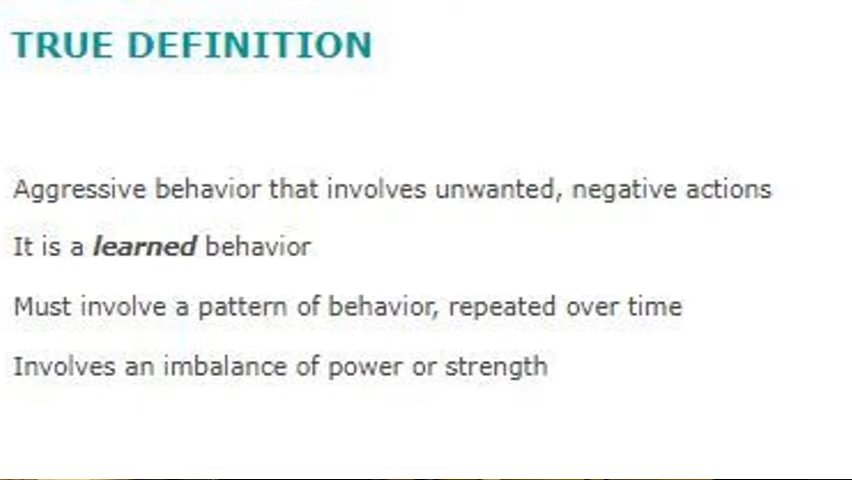 TRUE DEFINITION
Aggressive behavior that involves unwanted, negative actions
It is a learned behavior
Must involve a pattern of behavior, repeated over time
Involves an imbalance of power or strength